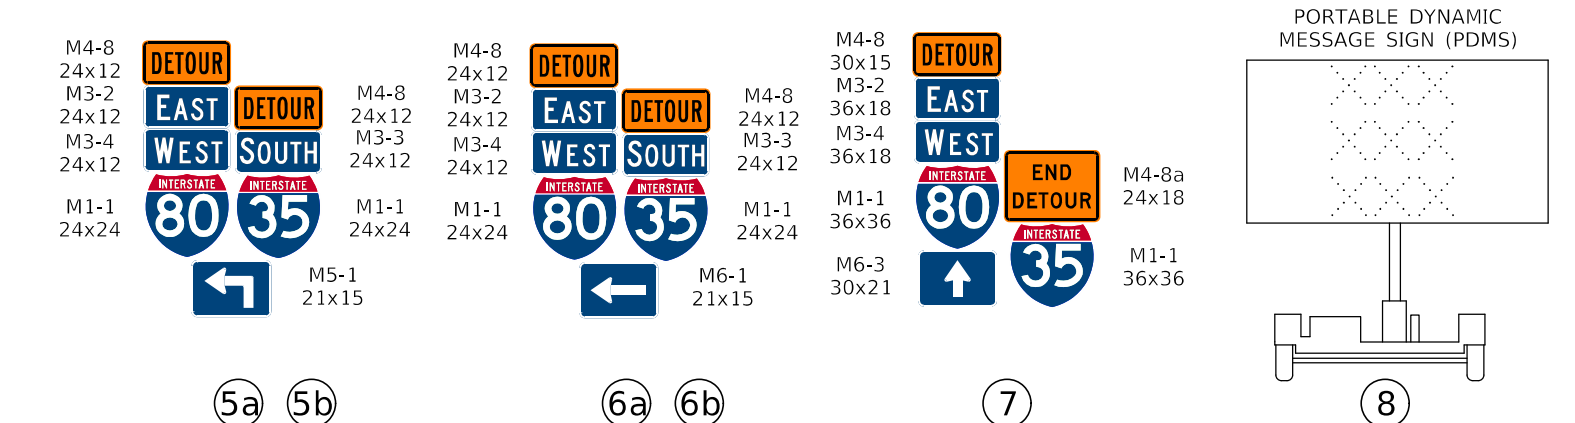 M4-8
24x12
M3-2
24x12
M3-4
24x12
M1-1
24x24
DETOUR
EAST
WEST
INTERSTATE
80
DETOUR
SOUTH
INTERSTATE
35
M4-8
24x12
M3-3
24x12
M1-1
24x24
M5-1
21x15
5a 5b
M4-8
24x12
M3-2
24x12
M3-4
24x12
M1-1
24x24
DETOUR
EAST
WEST
INTERSTATE
80
DETOUR
SOUTH
INTERSTATE
35
M4-8
24x12
M3-3
24x12
M1-1
24x24
M6-1
21x15
6a 6b
M4-8
30x15
M3-2
36x18
M3-4
36x18
M1-1
36x36
M6-3
30x21
DETOUR
EAST
WEST
INTERSTATE
80
END
DETOUR
INTERSTATE
35
M4-8a
24x18
M1-1
36x36
7
PORTABLE DYNAMIC
MESSAGE SIGN (PDMS)
8